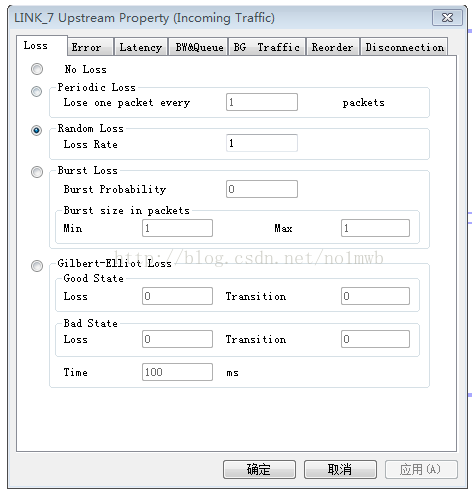 LINK_7 Upstream Property (Incoming Traffic)
Loss Error Latency BW&Queue BG Traffic Reorder Disconnection
No Loss
Periodic Loss
Lose one packet every 1 packets
Random Loss
Loss Rate 1
Burst Loss
Burst Probability 0
Burst size in packets
Min 1 Max 1
http://blog.csdn.net/no1mwb
Gilbert-Elliot Loss
Good State
Loss 0 Transition 0
Bad State
Loss 0 Transition 0
Time 100 ms
确定 取消 应用(A)